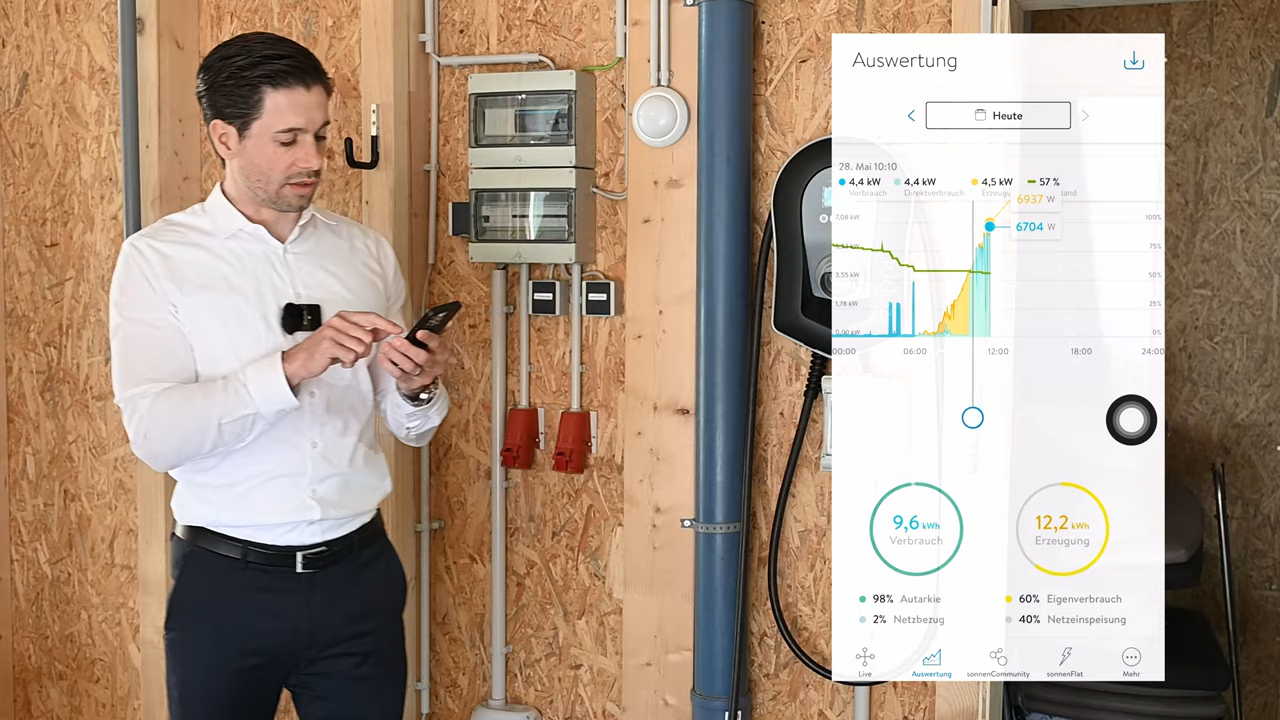 Auswertung
Heute
28. Mai 10:10
4,4 kW
4,4 kW
4,5 kW
57 %
Verbrauch
Direktverbrauch
6937 W
6704 W
7,08 kW
3,55 kW
1,78 kW
0,00 kW
100%
75%
50%
25%
0%
00:00
06:00
12:00
18:00
24:00
9,6 kWh
Verbrauch
12,2 kWh
Erzeugung
98% Autarkie
60% Eigenverbrauch
2% Netzbezug
40% Netzeinspeisung
Live
Auswertung
sonnenCommunity
sonnenFlat
Mehr